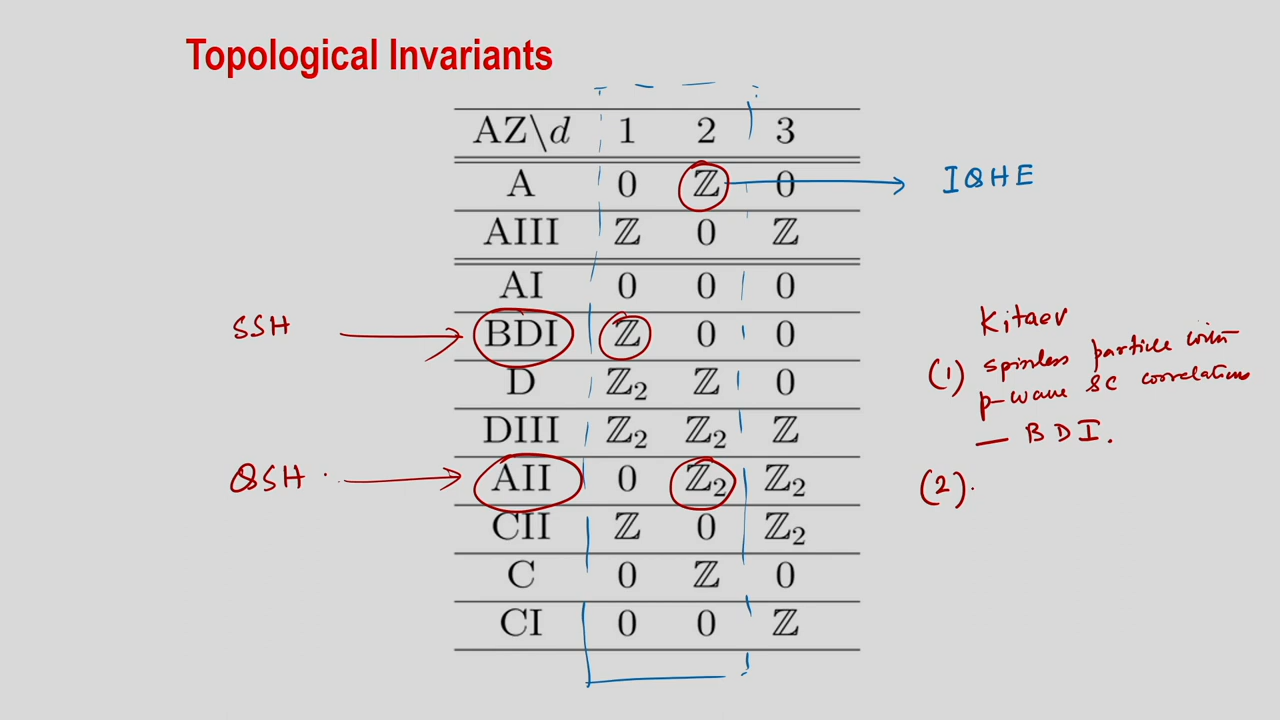 Topological Invariants
AZ\d 1 2 3
A 0 ℤ 0
IQHE
AIII ℤ 0 ℤ
AI 0 0 0
SSH
BDI ℤ 0 0
D ℤ₂ ℤ 0
DIII ℤ₂ ℤ₂ ℤ
QSH
AII 0 ℤ₂ ℤ₂
CII ℤ 0 ℤ₂
C 0 ℤ 0
CI 0 0 ℤ
Kitaev
(1) spinless particle with
p-wave SC correlations
— BDI.
(2).